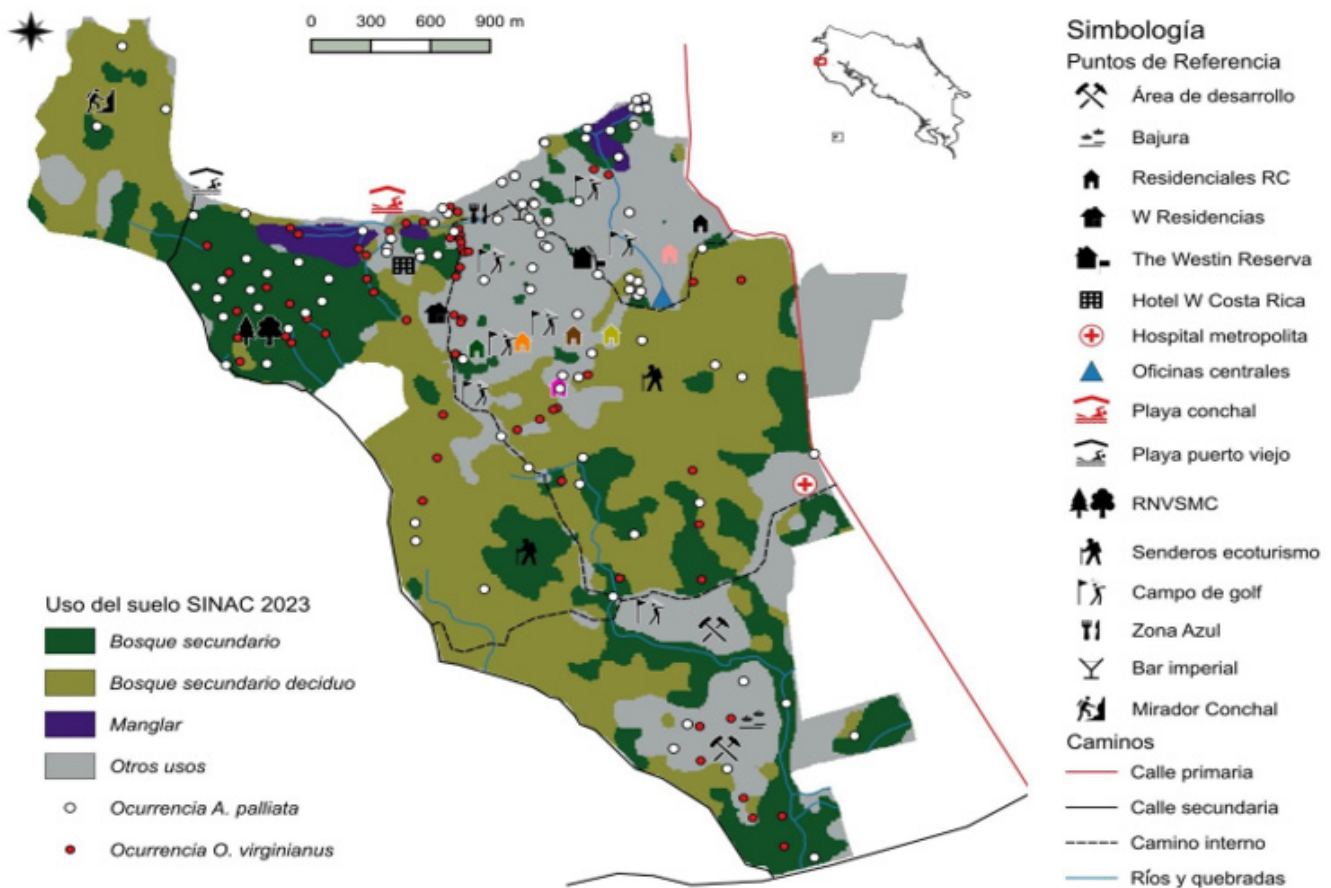 0 300 600 900 m
Simbología
Puntos de Referencia
Área de desarrollo
Bajura
Residenciales RC
W Residencias
The Westin Reserva
Hotel W Costa Rica
Hospital metropolita
Oficinas centrales
Playa conchal
Playa puerto viejo
RNVSMC
Senderos ecoturismo
Campo de golf
Zona Azul
Bar imperial
Mirador Conchal
Caminos
Calle primaria
Calle secundaria
Camino interno
Ríos y quebradas
Uso del suelo SINAC 2023
Bosque secundario
Bosque secundario deciduo
Manglar
Otros usos
Ocurrencia A. palliata
Ocurrencia O. virginianus